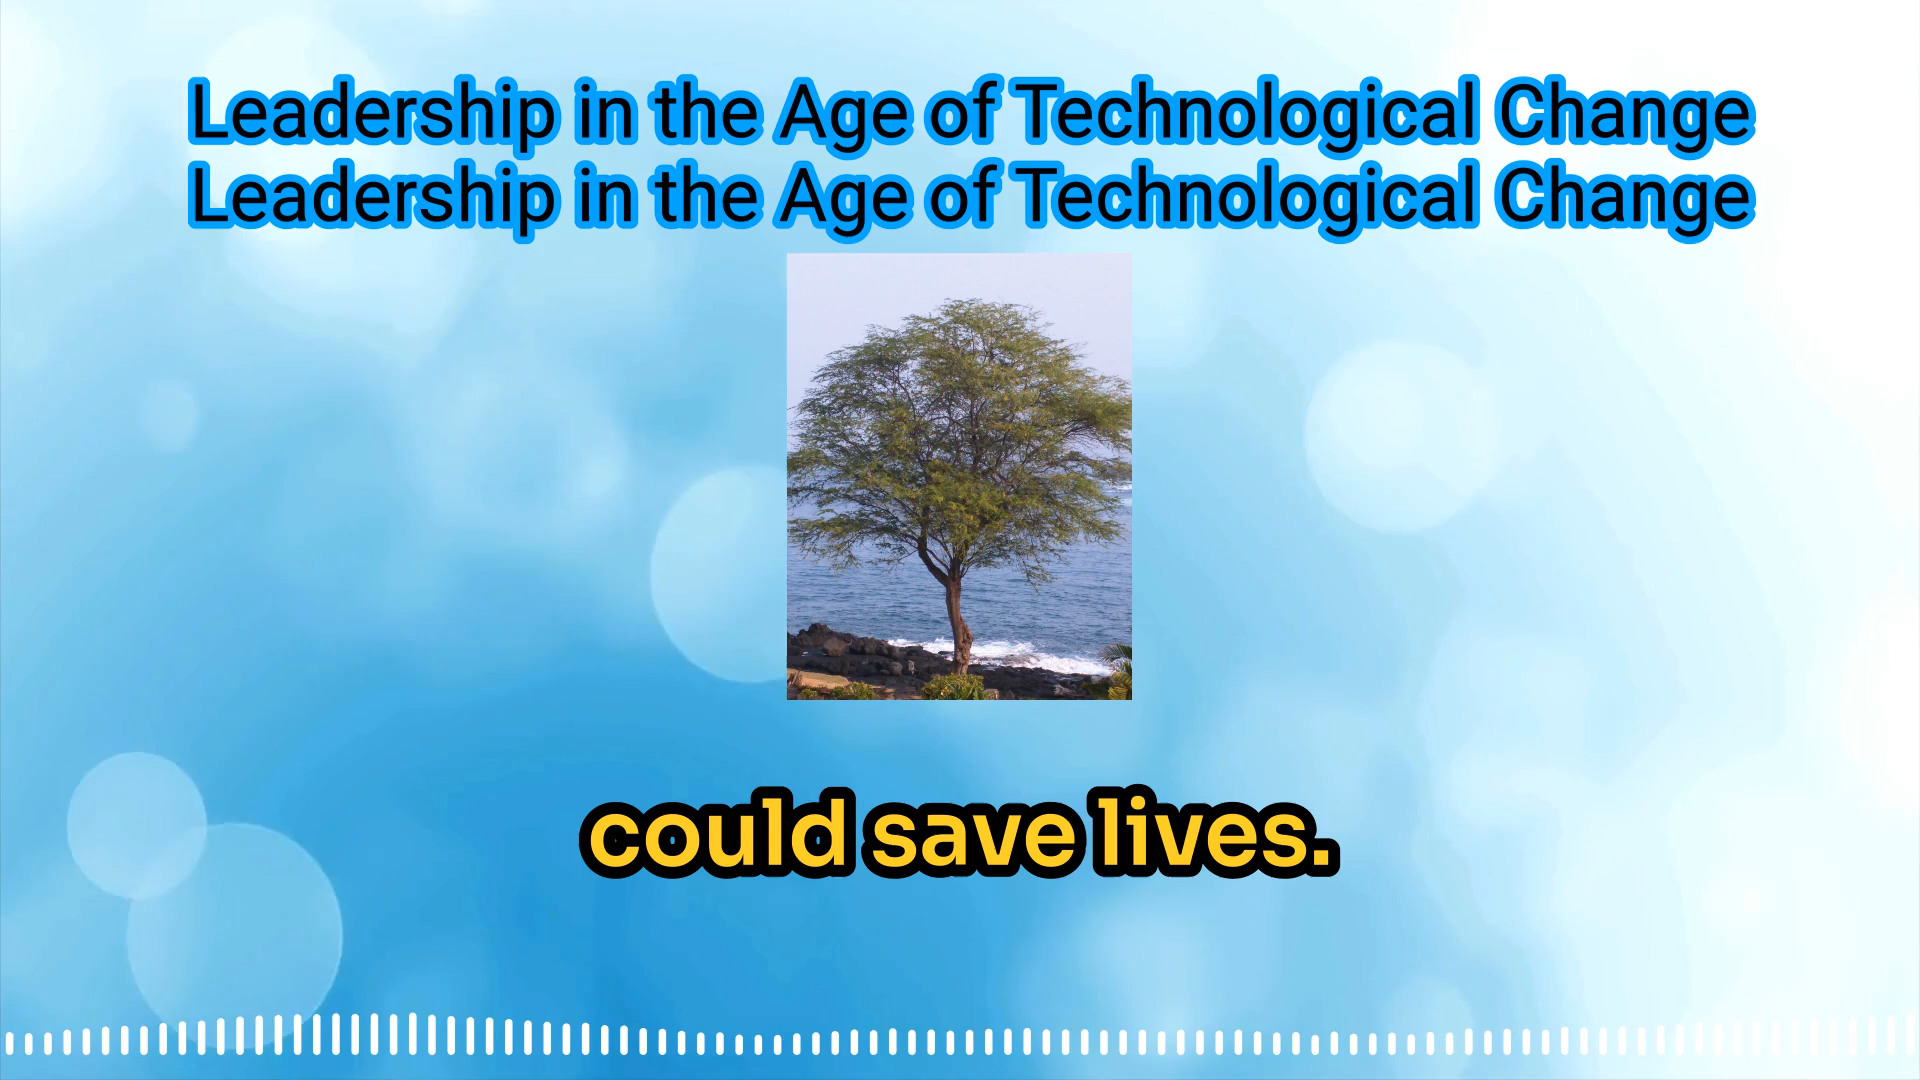 Leadership in the Age of Technological Change
Leadership in the Age of Technological Change
could save lives.